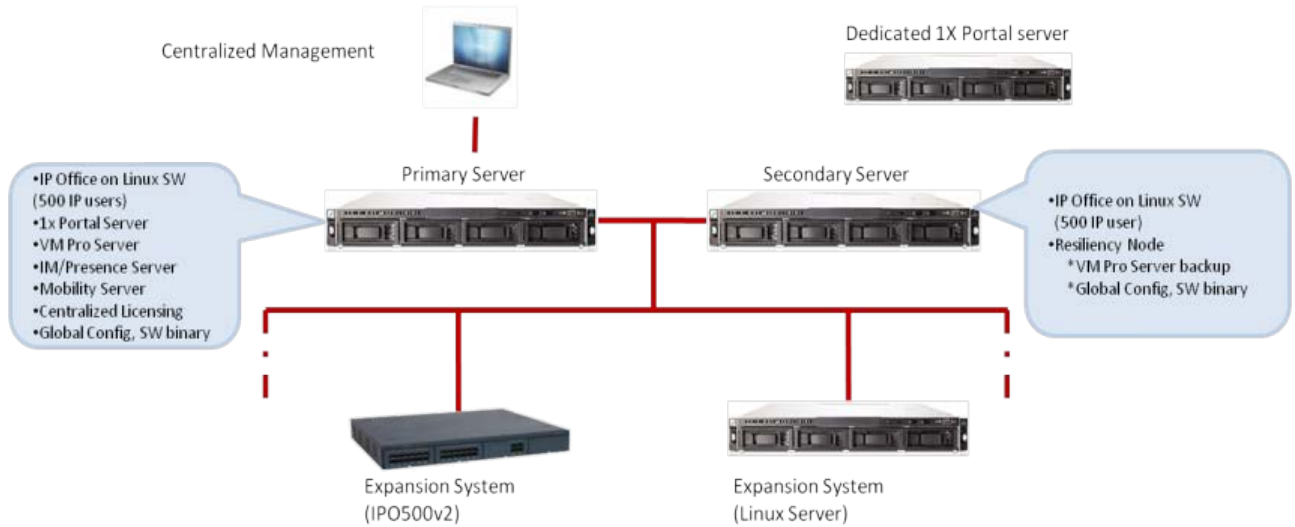 Centralized Management
Dedicated 1X Portal server
Primary Server
Secondary Server
•IP Office on Linux SW
(500 IP users)
•1x Portal Server
•VM Pro Server
•IM/Presence Server
•Mobility Server
•Centralized Licensing
•Global Config, SW binary
•IP Office on Linux SW
(500 IP user)
•Resiliency Node
*VM Pro Server backup
*Global Config, SW binary
Expansion System
(IPO500v2)
Expansion System
(Linux Server)